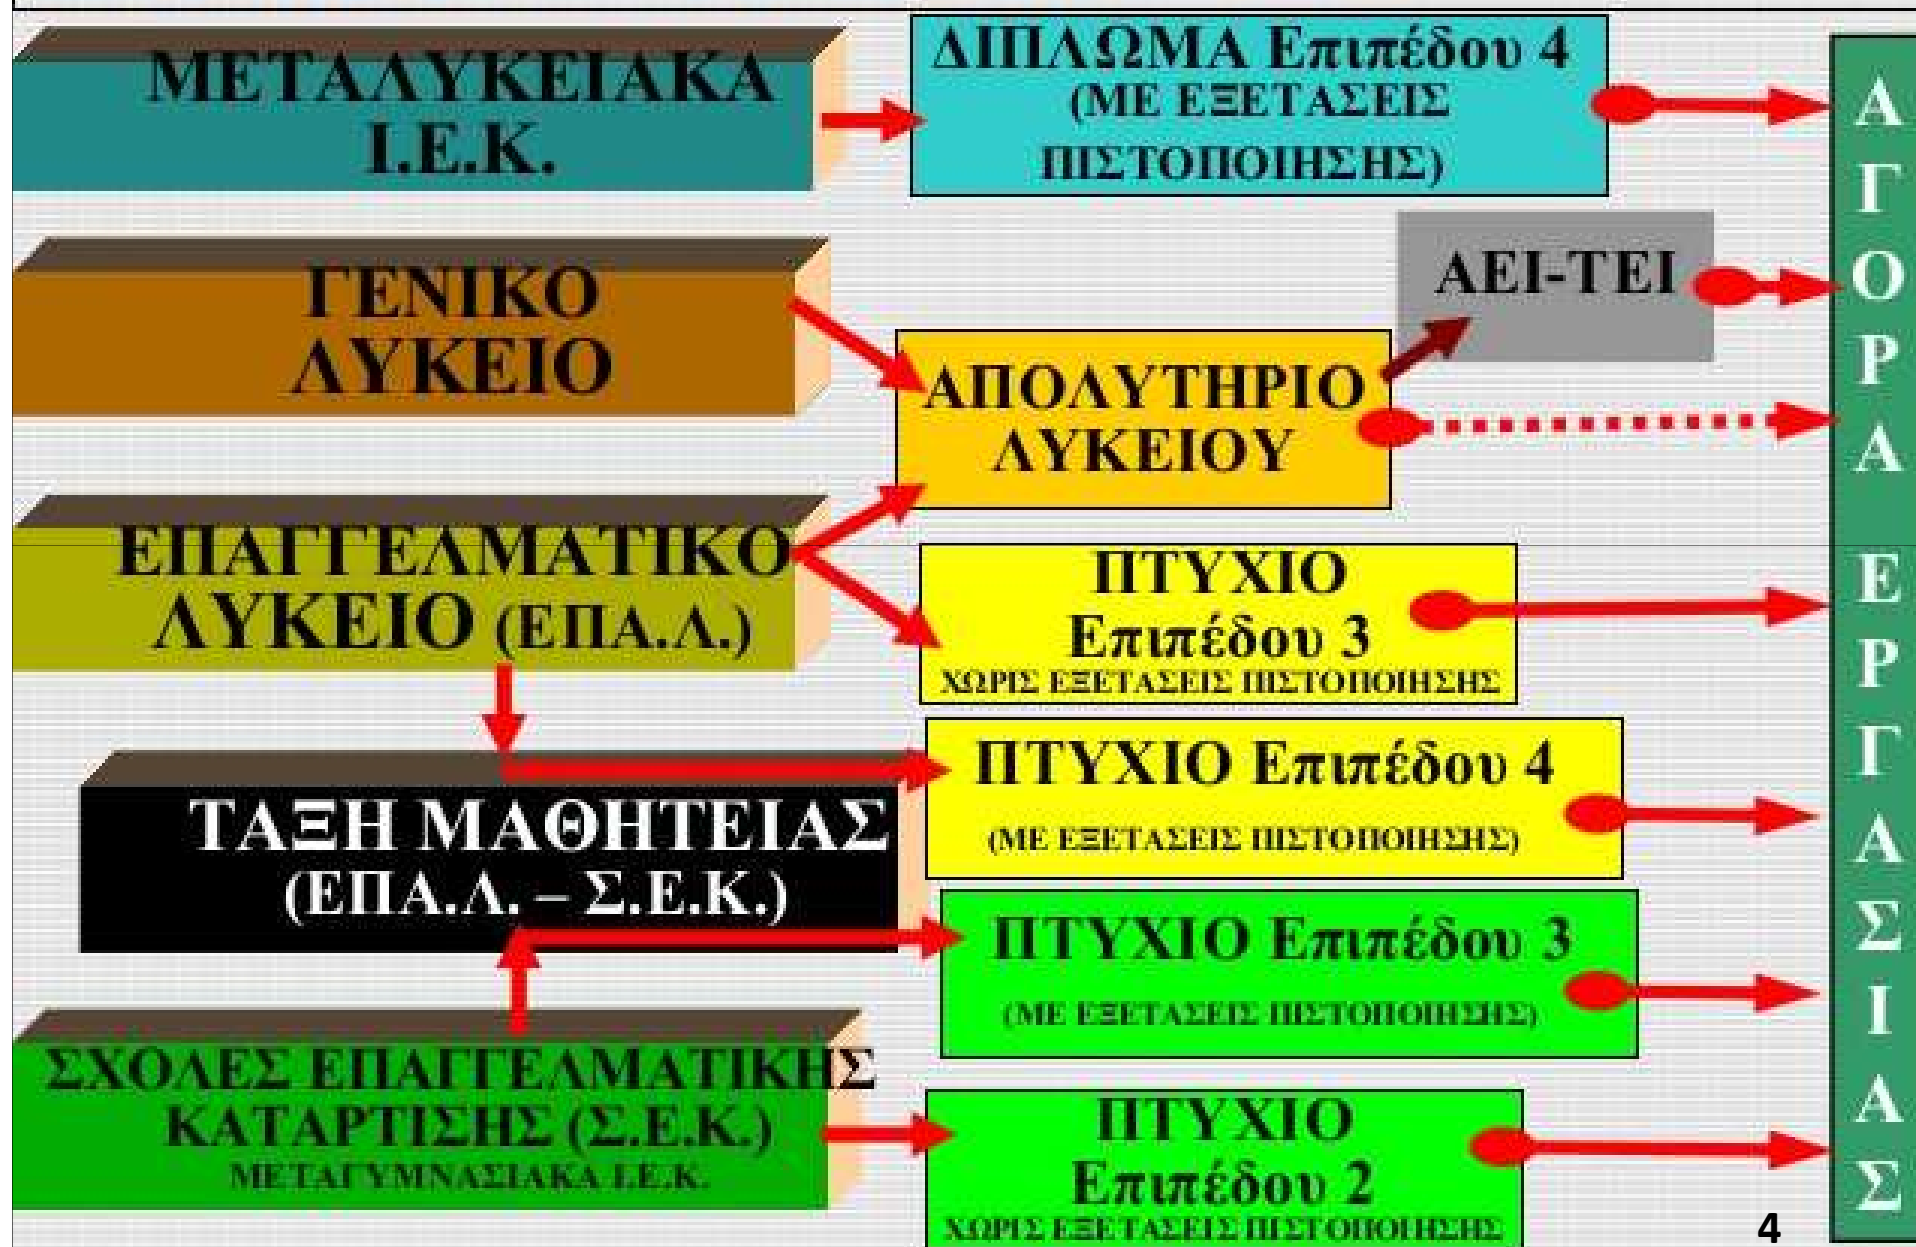 ΜΕΤΑΛΥΚΕΙΑΚΑ
Ι.Ε.Κ.
ΔΙΠΛΩΜΑ Επιπέδου 4
(ΜΕ ΕΞΕΤΑΣΕΙΣ
ΠΙΣΤΟΠΟΙΗΣΗΣ)
ΓΕΝΙΚΟ
ΛΥΚΕΙΟ
ΑΕΙ-ΤΕΙ
ΑΠΟΛΥΤΗΡΙΟ
ΛΥΚΕΙΟΥ
ΕΠΑΓΓΕΛΜΑΤΙΚΟ
ΛΥΚΕΙΟ (ΕΠΑ.Λ.)
ΠΤΥΧΙΟ
Επιπέδου 3
ΧΩΡΙΣ ΕΞΕΤΑΣΕΙΣ ΠΙΣΤΟΠΟΙΗΣΗΣ
ΤΑΞΗ ΜΑΘΗΤΕΙΑΣ
(ΕΠΑ.Λ. – Σ.Ε.Κ.)
ΠΤΥΧΙΟ Επιπέδου 4
(ΜΕ ΕΞΕΤΑΣΕΙΣ ΠΙΣΤΟΠΟΙΗΣΗΣ)
ΠΤΥΧΙΟ Επιπέδου 3
(ΜΕ ΕΞΕΤΑΣΕΙΣ ΠΙΣΤΟΠΟΙΗΣΗΣ)
ΣΧΟΛΕΣ ΕΠΑΓΓΕΛΜΑΤΙΚΗΣ
ΚΑΤΑΡΤΙΣΗΣ (Σ.Ε.Κ.)
ΜΕΤΑΓΥΜΝΑΣΙΑΚΑ Ι.Ε.Κ.
ΠΤΥΧΙΟ
Επιπέδου 2
ΧΩΡΙΣ ΕΞΕΤΑΣΕΙΣ ΠΙΣΤΟΠΟΙΗΣΗΣ
ΑΓΟΡΑ ΕΡΓΑΣΙΑΣ
4